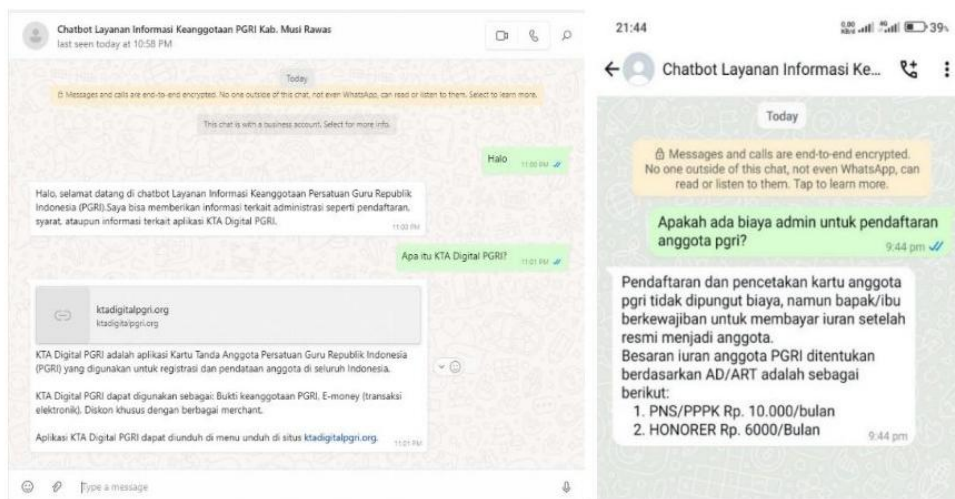 Chatbot Layanan Informasi Keanggotaan PGRI Kab. Musi Rawas
last seen today at 10:58 PM
Today
Messages and calls are end-to-end encrypted. No one outside of this chat, not even WhatsApp, can read or listen to them. Select to learn more.
This chat is with a business account. Select for more info.
Halo
11:00 PM
Halo, selamat datang di chatbot Layanan Informasi Keanggotaan Persatuan Guru Republik
Indonesia (PGRI).Saya bisa memberikan informasi terkait administrasi seperti pendaftaran,
syarat, ataupun informasi terkait aplikasi KTA Digital PGRI.
11:00 PM
Apa itu KTA Digital PGRI?
11:01 PM
ktadigitalpgri.org
ktadigitalpgri.org
KTA Digital PGRI adalah aplikasi Kartu Tanda Anggota Persatuan Guru Republik Indonesia
(PGRI) yang digunakan untuk registrasi dan pendataan anggota di seluruh Indonesia.
KTA Digital PGRI dapat digunakan sebagai: Bukti keanggotaan PGRI. E-money (transaksi
elektronik). Diskon khusus dengan berbagai merchant.
Aplikasi KTA Digital PGRI dapat diunduh di menu unduh di situs ktadigitalpgri.org.
11:01 PM
Type a message
21:44
0,00
KB/s
4G
39%
Chatbot Layanan Informasi Ke...
Today
Messages and calls are end-to-end encrypted.
No one outside of this chat, not even WhatsApp, can
read or listen to them. Tap to learn more.
Apakah ada biaya admin untuk pendaftaran
anggota pgri?
9:44 pm
Pendaftaran dan pencetakan kartu anggota
pgri tidak dipungut biaya, namun bapak/ibu
berkewajiban untuk membayar iuran setelah
resmi menjadi anggota.
Besaran iuran anggota PGRI ditentukan
berdasarkan AD/ART adalah sebagai
berikut:
1. PNS/PPPK Rp. 10.000/bulan
2. HONORER Rp. 6000/Bulan
9:44 pm